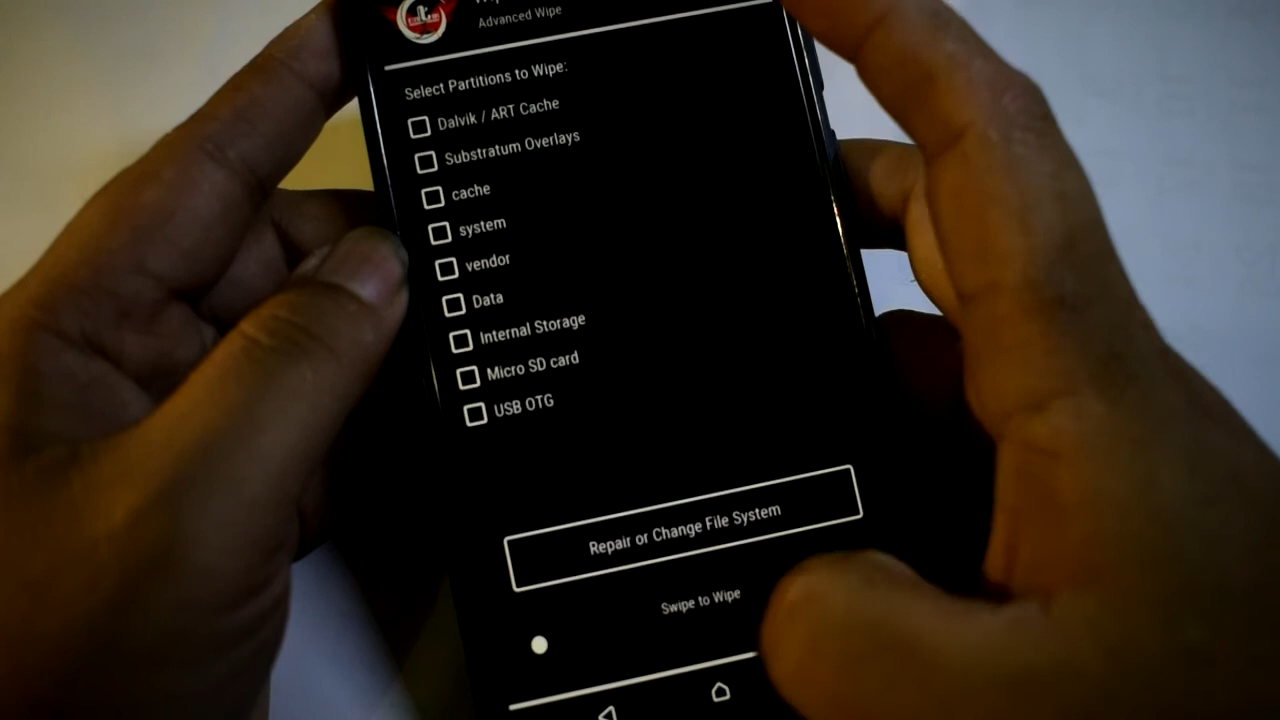 Advanced Wipe
Select Partitions to Wipe:
Dalvik / ART Cache
Substratum Overlays
cache
system
vendor
Data
Internal Storage
Micro SD card
USB OTG
Repair or Change File System
Swipe to Wipe